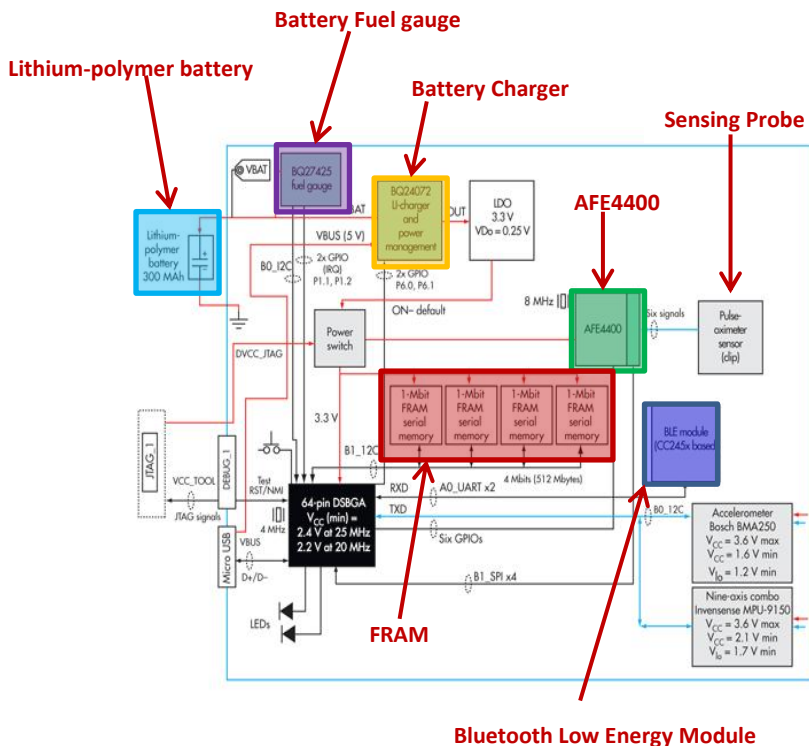 Battery Fuel gauge
Lithium-polymer battery
Battery Charger
Sensing Probe
AFE4400
VBAT
BQ27425
fuel gauge
BAT
BQ24072
LI-charger
and
power
management
OUT
LDO
3.3 V
VDo = 0.25 V
Lithium-
polymer
battery
300 MAh
VBUS (5 V)
B0_I2C
2x GPIO
(IRQ)
P1.1, P1.2
2x GPIO
P6.0, P6.1
ON– default
8 MHz
AFE4400
Six signals
Pulse-
oximeter
sensor
(clip)
Power
switch
DVCC_JTAG
3.3 V
1-Mbit
FRAM
serial
memory
1-Mbit
FRAM
serial
memory
1-Mbit
FRAM
serial
memory
1-Mbit
FRAM
serial
memory
BLE module
(CC245x based
JTAG_1
DEBUG_1
VCC_TOOL
JTAG signals
Test
RST/NMI
4 MHz
B1_12C
4 Mbits (512 Mbytes)
RXD
A0_UART x2
TXD
B0_12C
64-pin DSBGA
VCC (min) =
2.4 V at 25 MHz
2.2 V at 20 MHz
Six GPIOs
B1_SPI x4
Micro USB
VBUS
D+/D–
LEDs
Accelerometer
Bosch BMA250
VCC = 3.6 V max
VCC = 1.6 V min
VIo = 1.2 V min
Nine-axis combo
Invensense MPU-9150
VCC = 3.6 V max
VCC = 2.1 V min
VIo = 1.7 V min
FRAM
Bluetooth Low Energy Module